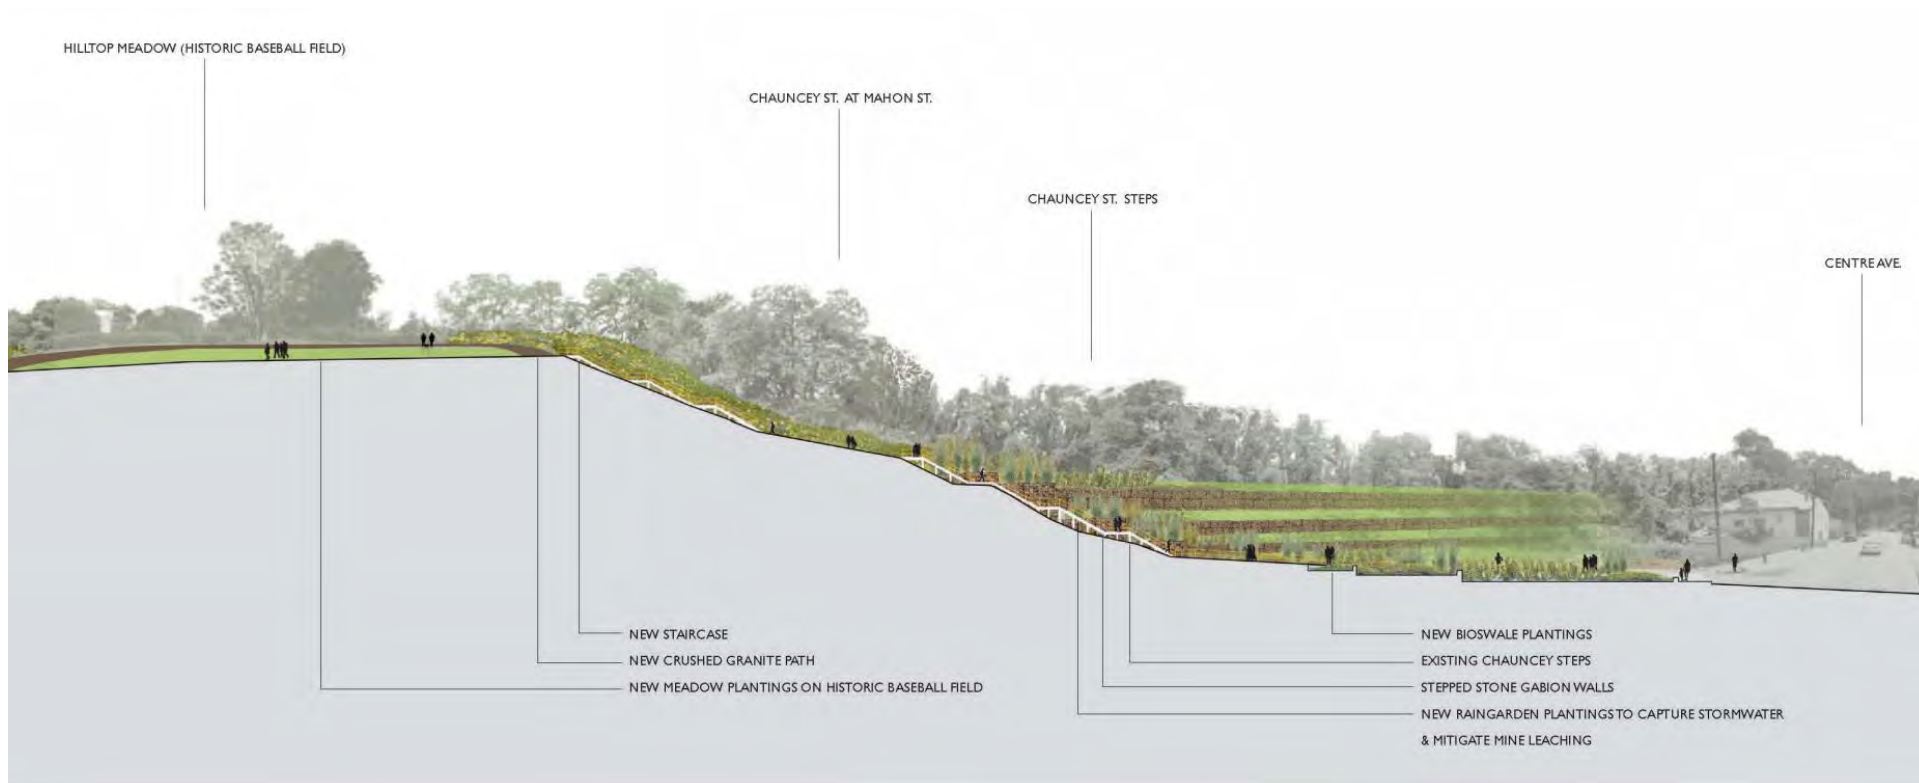 HILLTOP MEADOW (HISTORIC BASEBALL FIELD)
CHAUNCEY ST. AT MAHON ST.
CHAUNCEY ST. STEPS
CENTRE AVE.
NEW STAIRCASE
NEW CRUSHED GRANITE PATH
NEW MEADOW PLANTINGS ON HISTORIC BASEBALL FIELD
NEW BIOSWALE PLANTINGS
EXISTING CHAUNCEY STEPS
STEPPED STONE GABION WALLS
NEW RAINGARDEN PLANTINGS TO CAPTURE STORMWATER
& MITIGATE MINE LEACHING